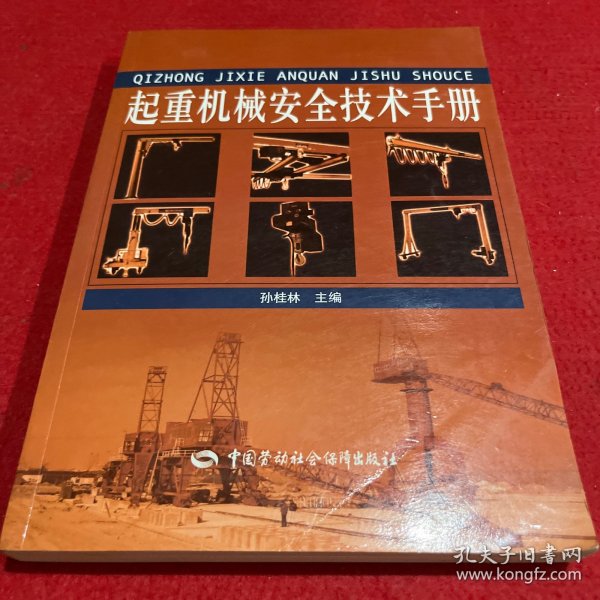 QIZHONG JIXIE ANQUAN JISHU SHOUCE
起重机械安全技术手册
孙桂林 主编
中国劳动社会保障出版社
孔夫子旧书网
www.kongfz.com